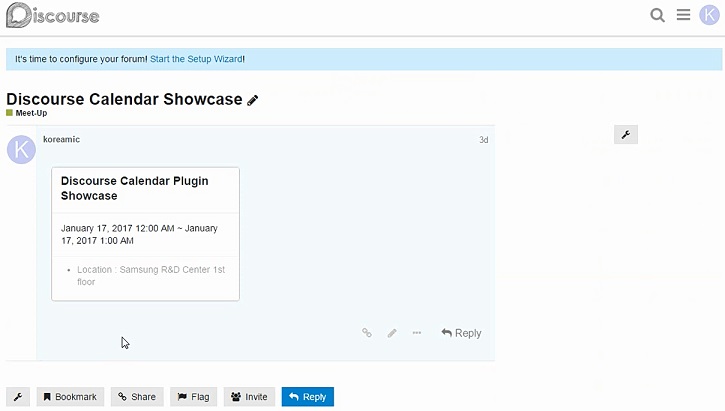 Discourse
K
It's time to configure your forum! Start the Setup Wizard!
Discourse Calendar Showcase
Meet-Up
K
koreamic
3d
Discourse Calendar Plugin
Showcase
January 17, 2017 12:00 AM ~ January
17, 2017 1:00 AM
Location : Samsung R&D Center 1st
floor
Reply
Bookmark Share Flag Invite Reply